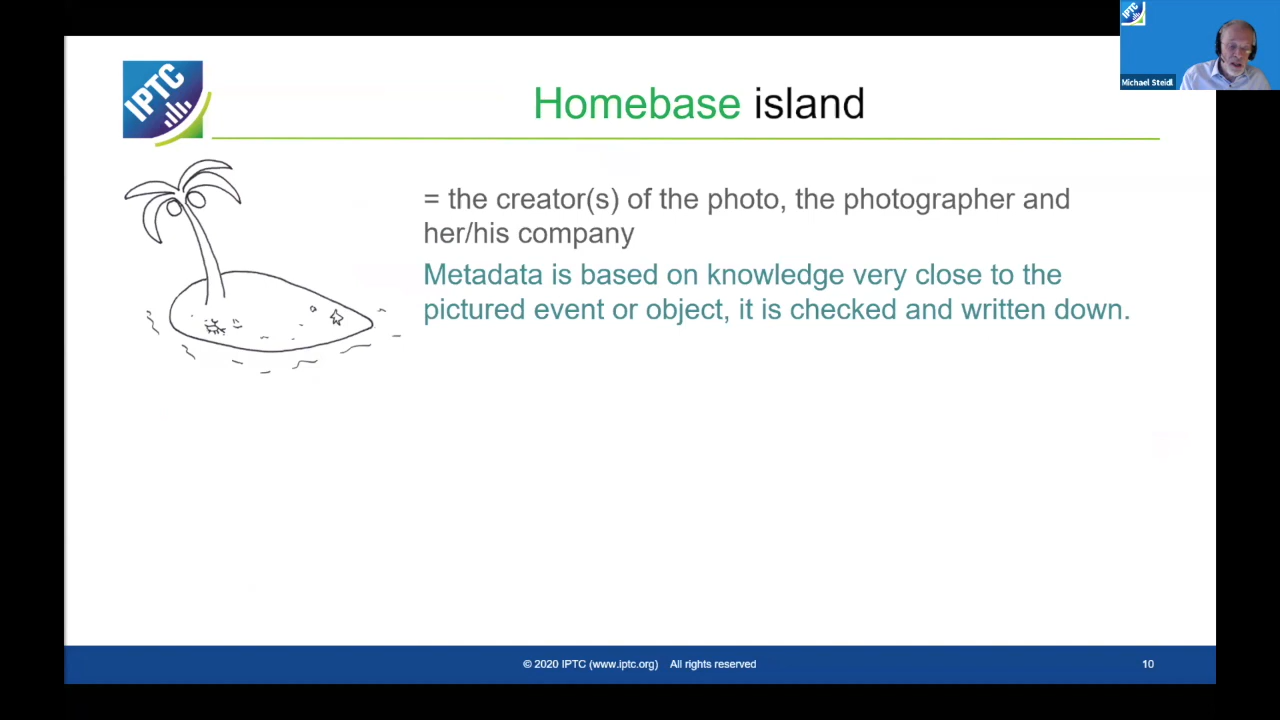 IPTC
Michael Steidl
IPTC
Homebase island
= the creator(s) of the photo, the photographer and
her/his company
Metadata is based on knowledge very close to the
pictured event or object, it is checked and written down.
© 2020 IPTC (www.iptc.org) All rights reserved
10